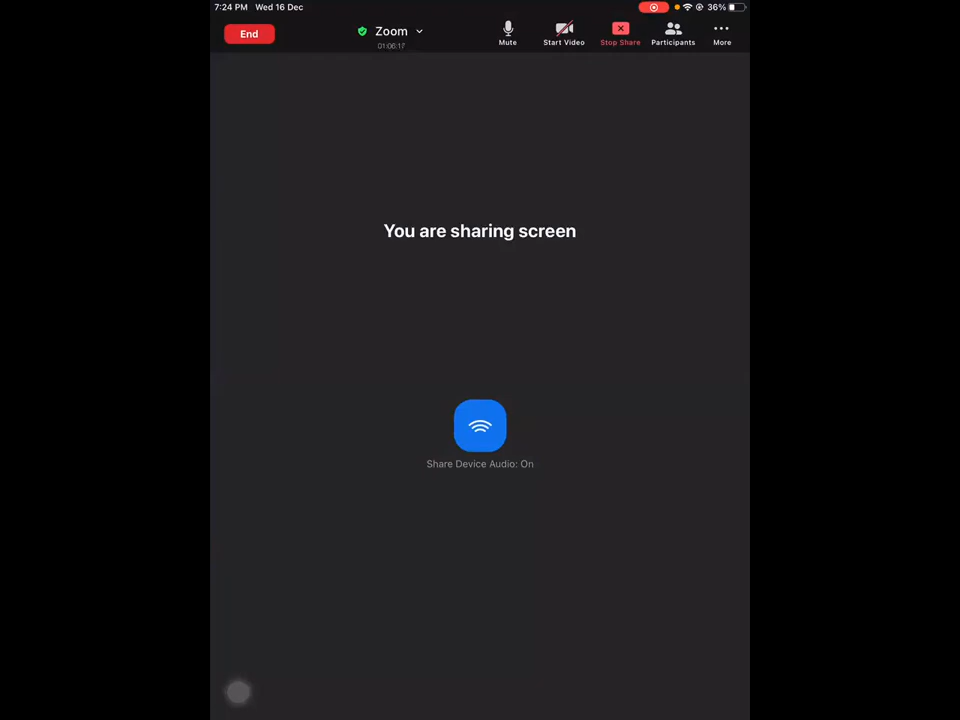 7:24 PM Wed 16 Dec
36%
End
Zoom
01:06:17
Mute
Start Video
Stop Share
Participants
More
You are sharing screen
Share Device Audio: On